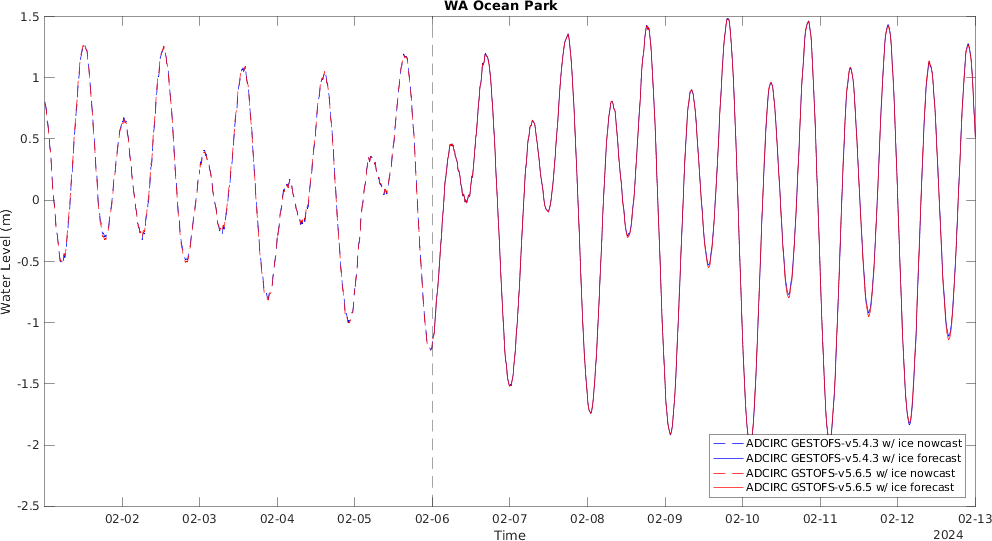 WA Ocean Park
1.5
1
0.5
0
-0.5
-1
-1.5
-2
-2.5
Water Level (m)
ADCIRC GESTOFS-v5.4.3 w/ ice nowcast
ADCIRC GESTOFS-v5.4.3 w/ ice forecast
ADCIRC GSTOFS-v5.6.5 w/ ice nowcast
ADCIRC GSTOFS-v5.6.5 w/ ice forecast
02-02 02-03 02-04 02-05 02-06 02-07 02-08 02-09 02-10 02-11 02-12 02-13
Time
2024